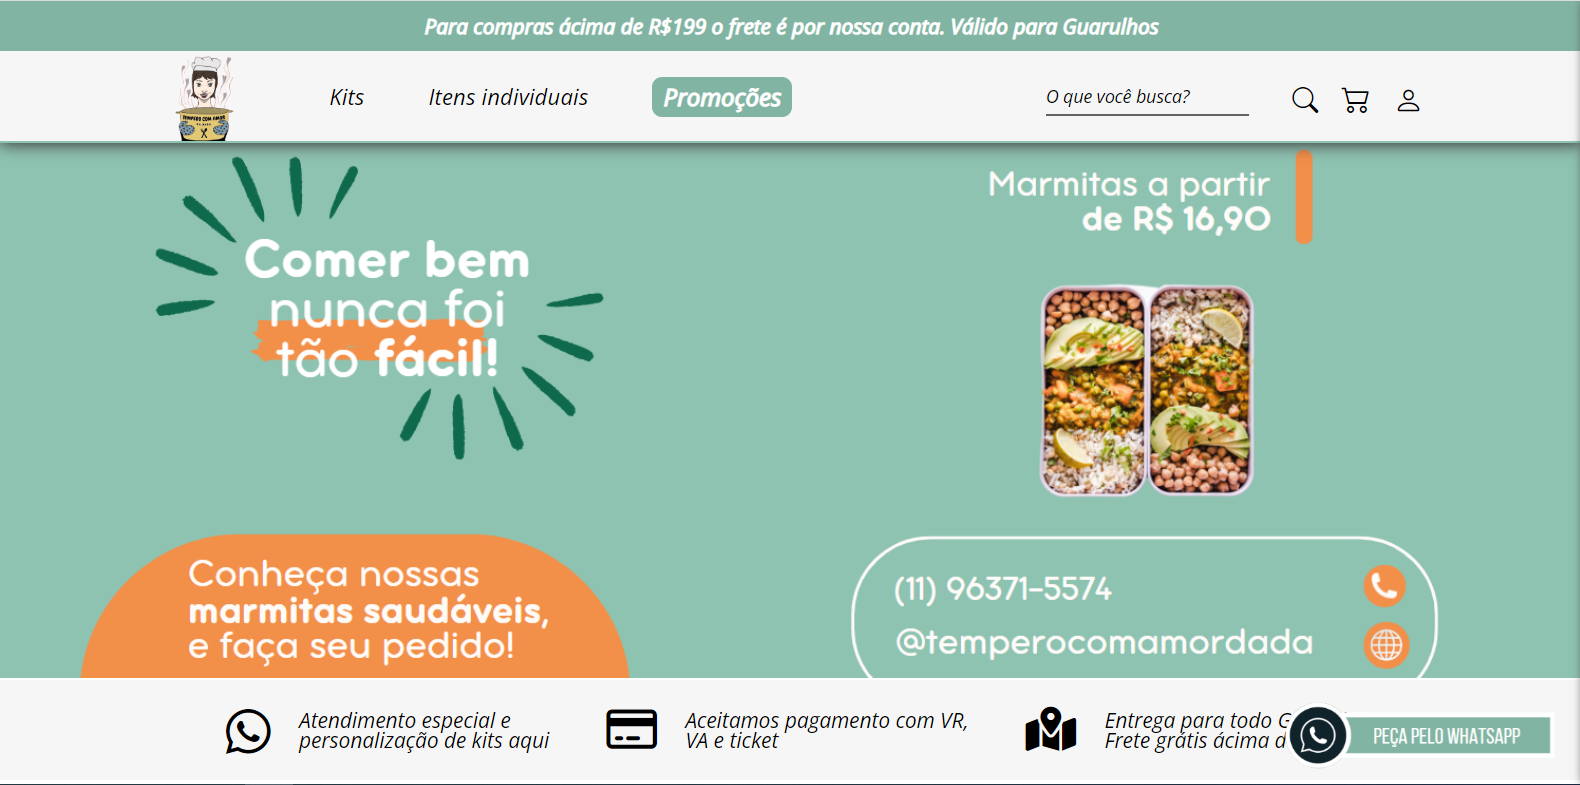 Para compras ácima de R$199 o frete é por nossa conta. Válido para Guarulhos
TEMPERO COM AMOR
Kits
Itens individuais
Promoções
O que você busca?
Comer bem
nunca foi
tão fácil!
Marmitas a partir
de R$ 16,90
Conheça nossas
marmitas saudáveis,
e faça seu pedido!
(11) 96371-5574
@temperocomamordada
Atendimento especial e
personalização de kits aqui
Aceitamos pagamento com VR,
VA e ticket
Entrega para todo
Frete grátis ácima
PEÇA PELO WHATSAPP